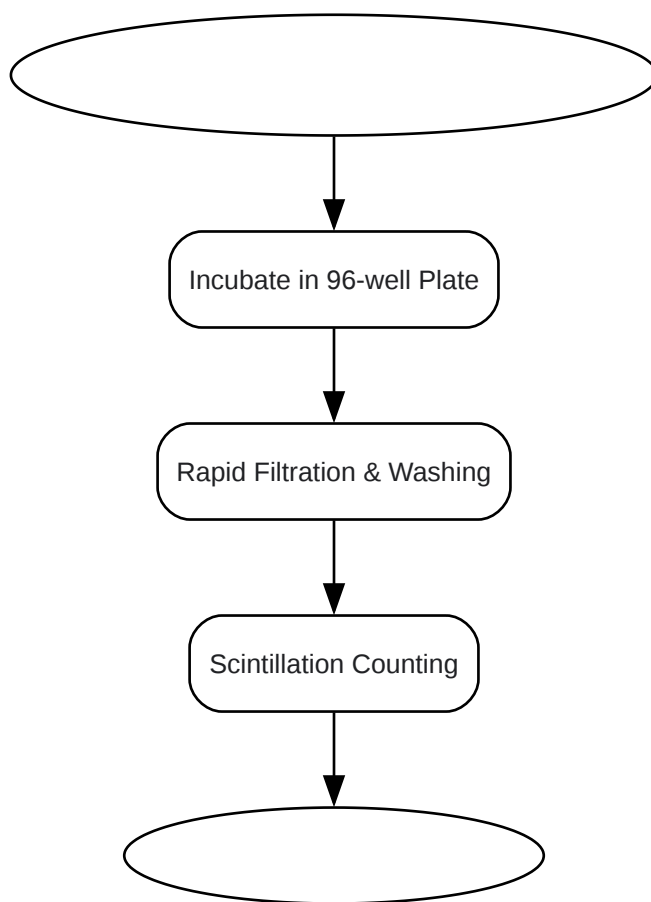 Incubate in 96-well Plate
Rapid Filtration & Washing
Scintillation Counting